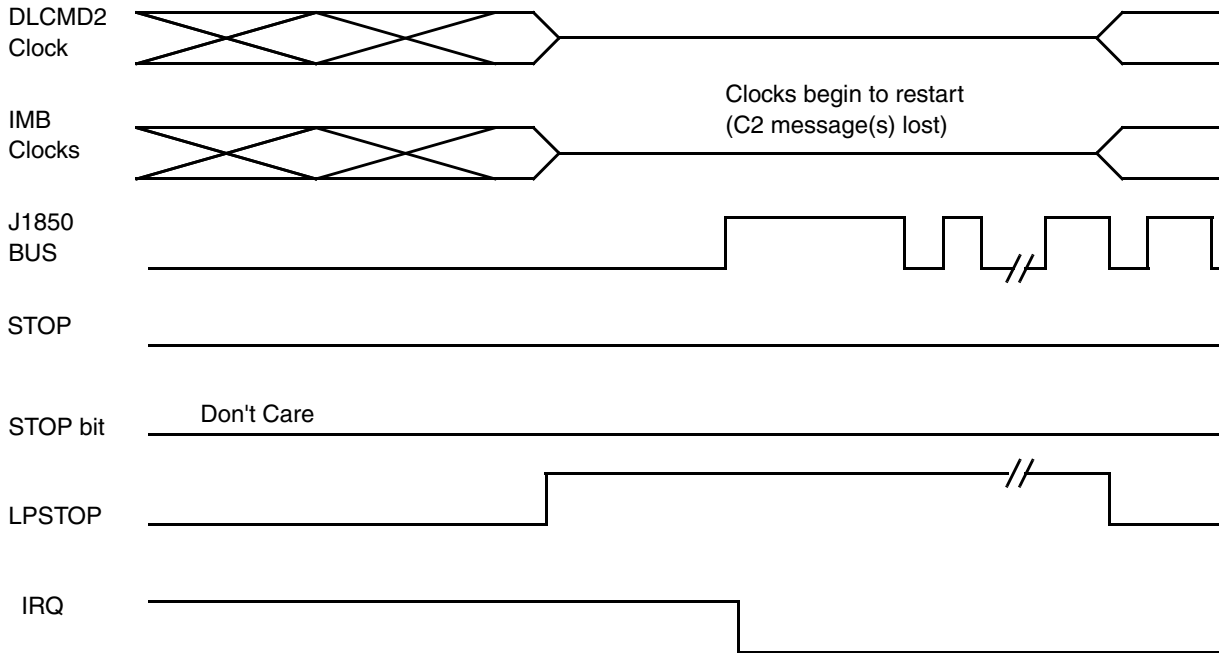 DLCMD2
Clock
Clocks begin to restart
(C2 message(s) lost)
IMB
Clocks
J1850
BUS
STOP
Don't Care
STOP bit
LPSTOP
IRQ